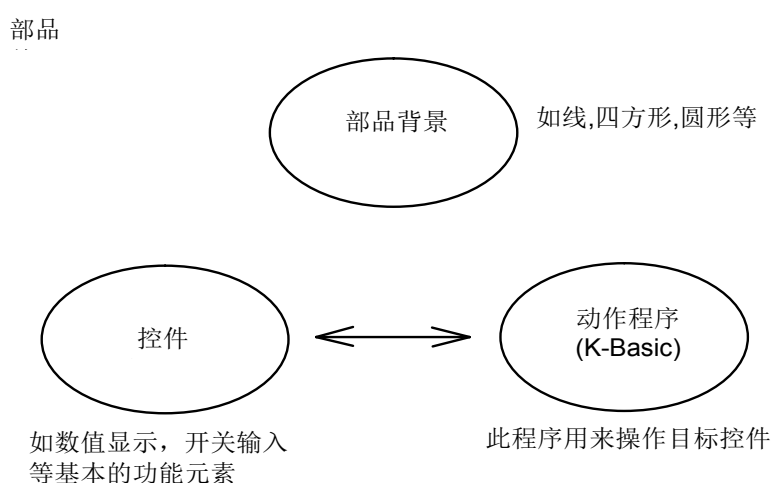 部品
部品背景
如线,四方形,圆形等
控件
动作程序
(K-Basic)
如数值显示，开关输入
等基本的功能元素
此程序用来操作目标控件